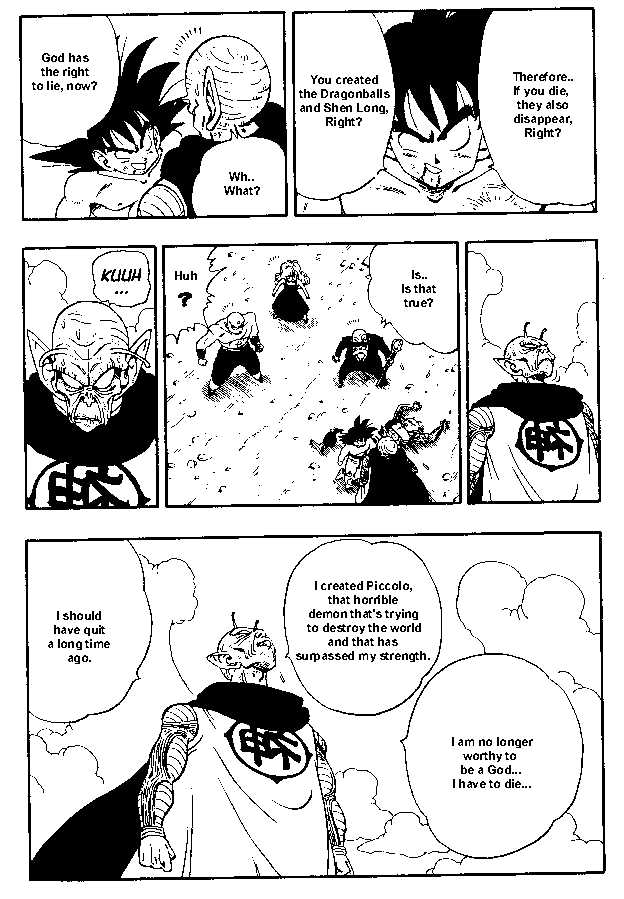 God has
the right
to lie, now?
Wh..
What?
You created
the Dragonballs
and Shen Long,
Right?
Therefore..
If you die,
they also
disappear,
Right?
KUUH
...
Huh
?
Is..
Is that
true?
I should
have quit
a long time
ago.
I created Piccolo,
that horrible
demon that's trying
to destroy the world
and that has
surpassed my strength.
I am no longer
worthy to
be a God...
I have to die...